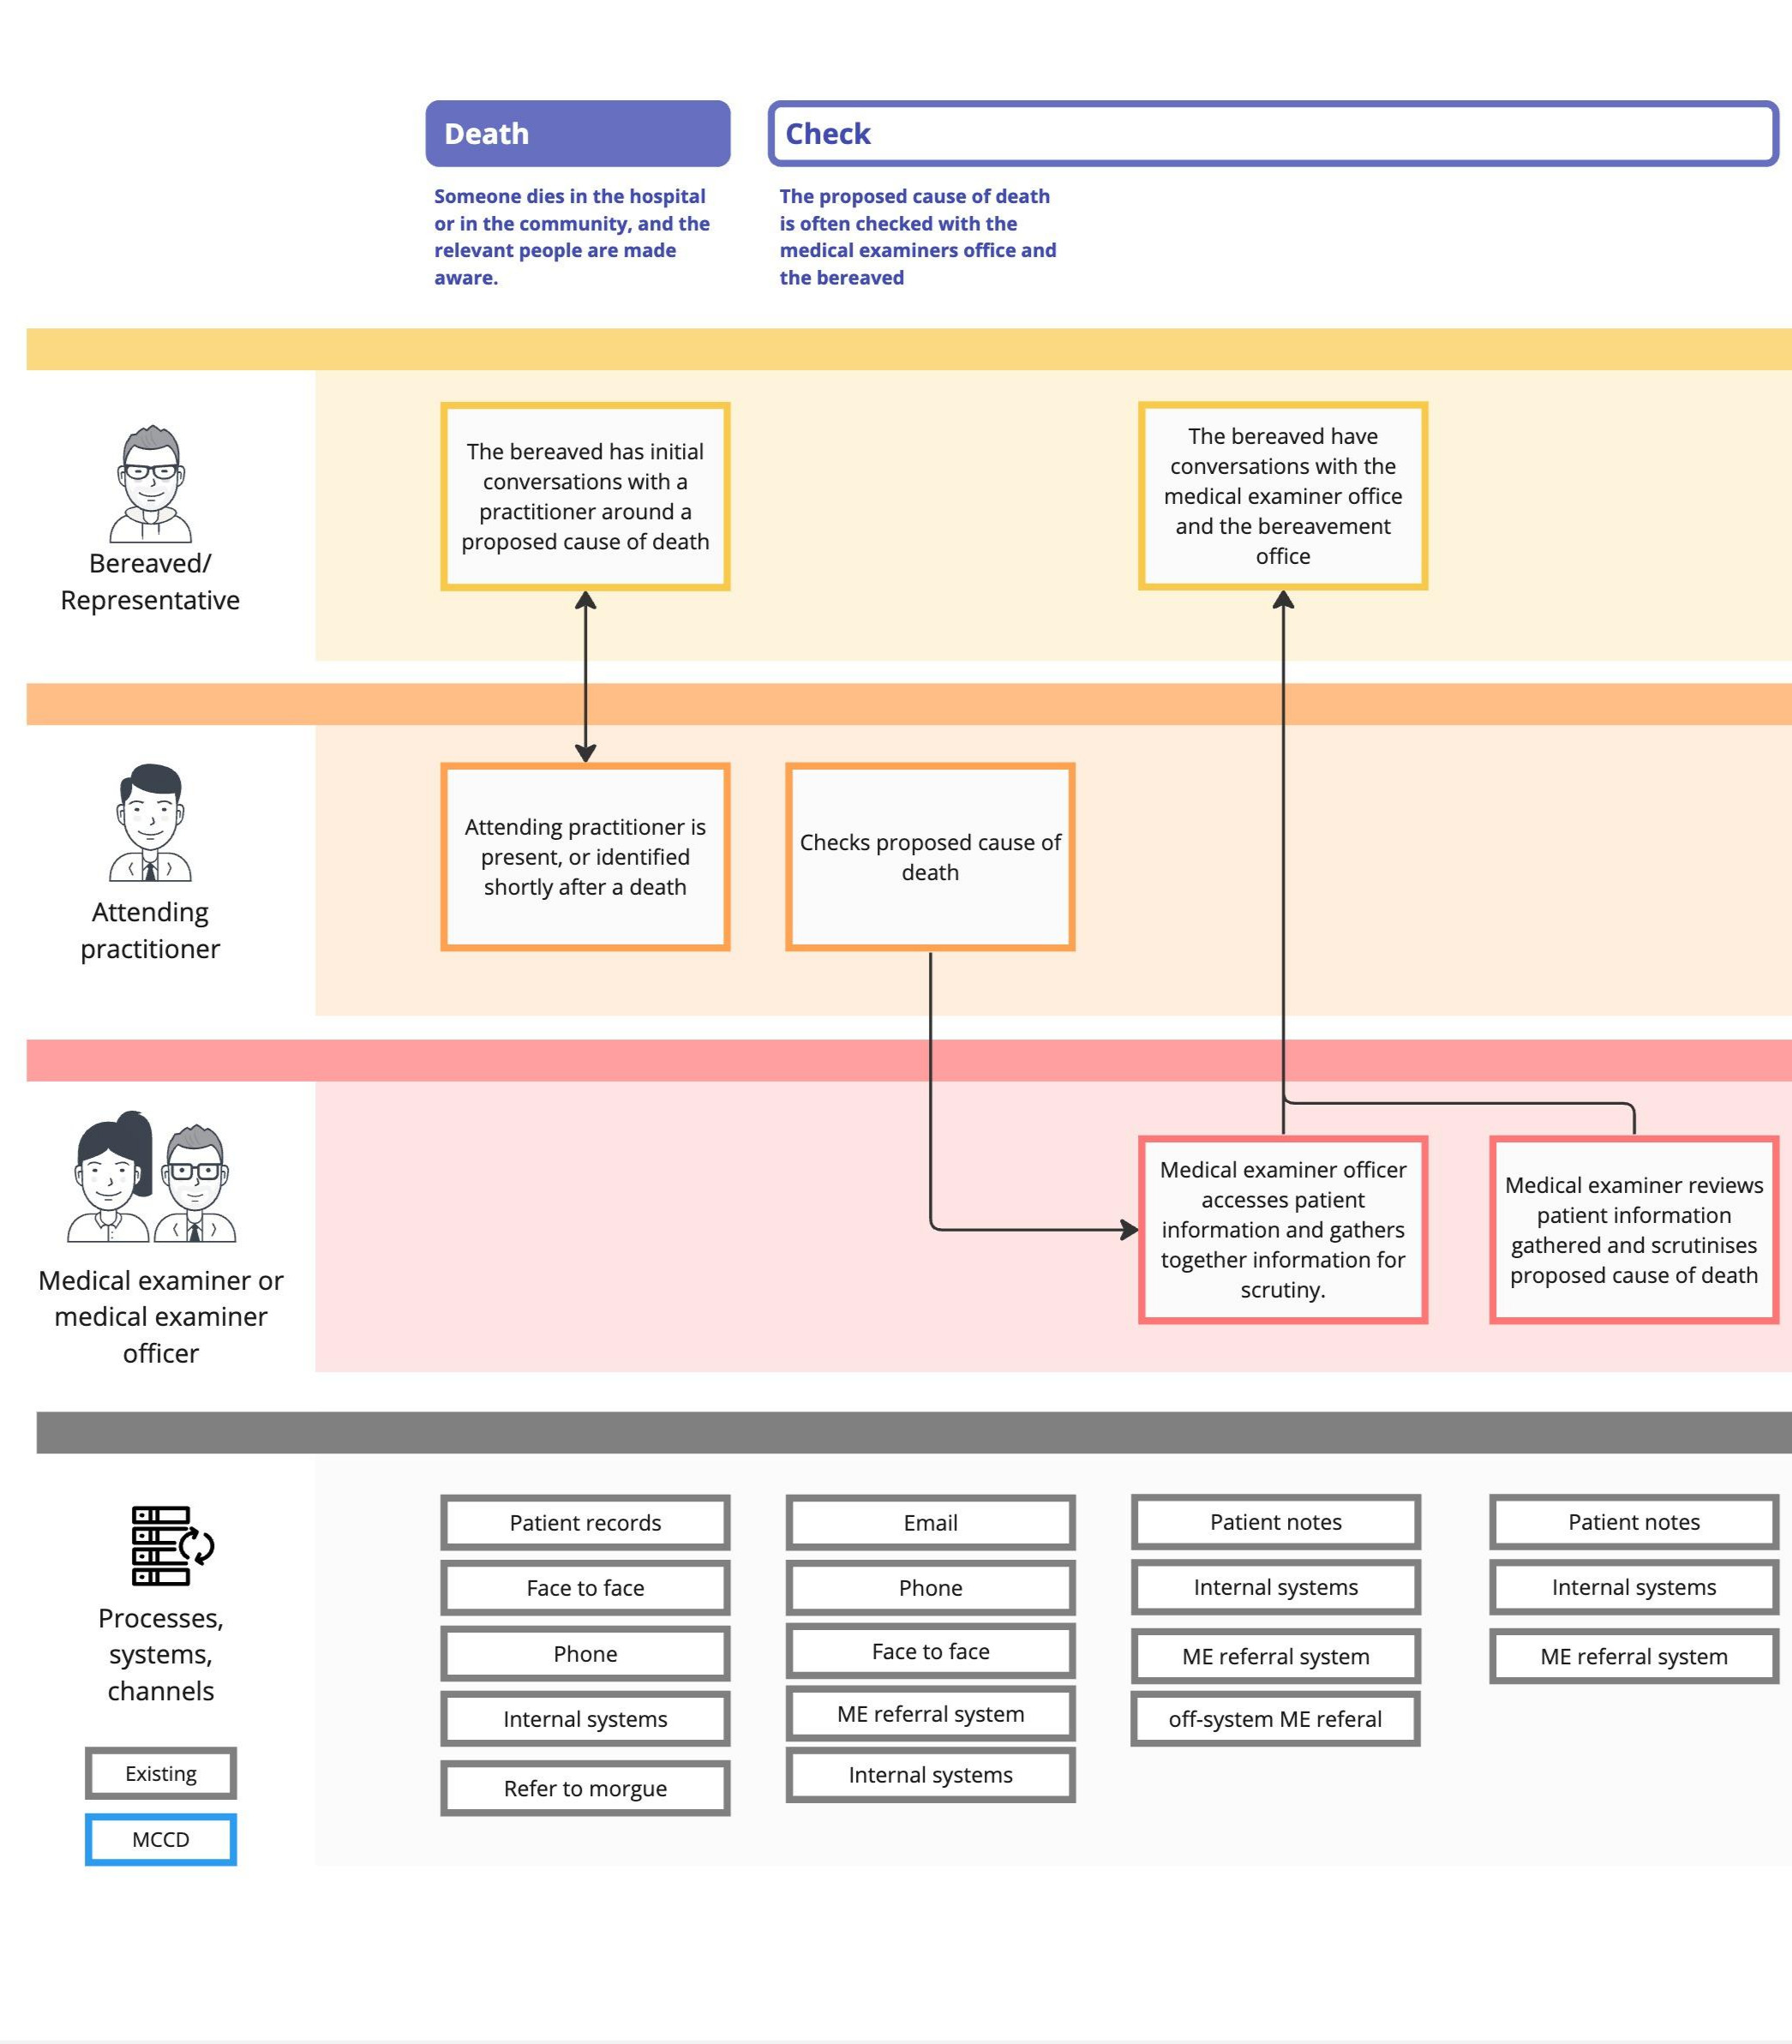 Death
Check
Someone dies in the hospital
or in the community, and the
relevant people are made
aware.
The proposed cause of death
is often checked with the
medical examiners office and
the bereaved
Bereaved/
Representative
The bereaved has initial
conversations with a
practitioner around a
proposed cause of death
The bereaved have
conversations with the
medical examiner office
and the bereavement
office
Attending
practitioner
Attending practitioner is
present, or identified
shortly after a death
Checks proposed cause of
death
Medical examiner or
medical examiner
officer
Medical examiner officer
accesses patient
information and gathers
together information for
scrutiny.
Medical examiner reviews
patient information
gathered and scrutinises
proposed cause of death
Processes,
systems,
channels
Existing
MCCD
Patient records
Face to face
Phone
Internal systems
Refer to morgue
Email
Phone
Face to face
ME referral system
Internal systems
Patient notes
Internal systems
ME referral system
off-system ME referal
Patient notes
Internal systems
ME referral system